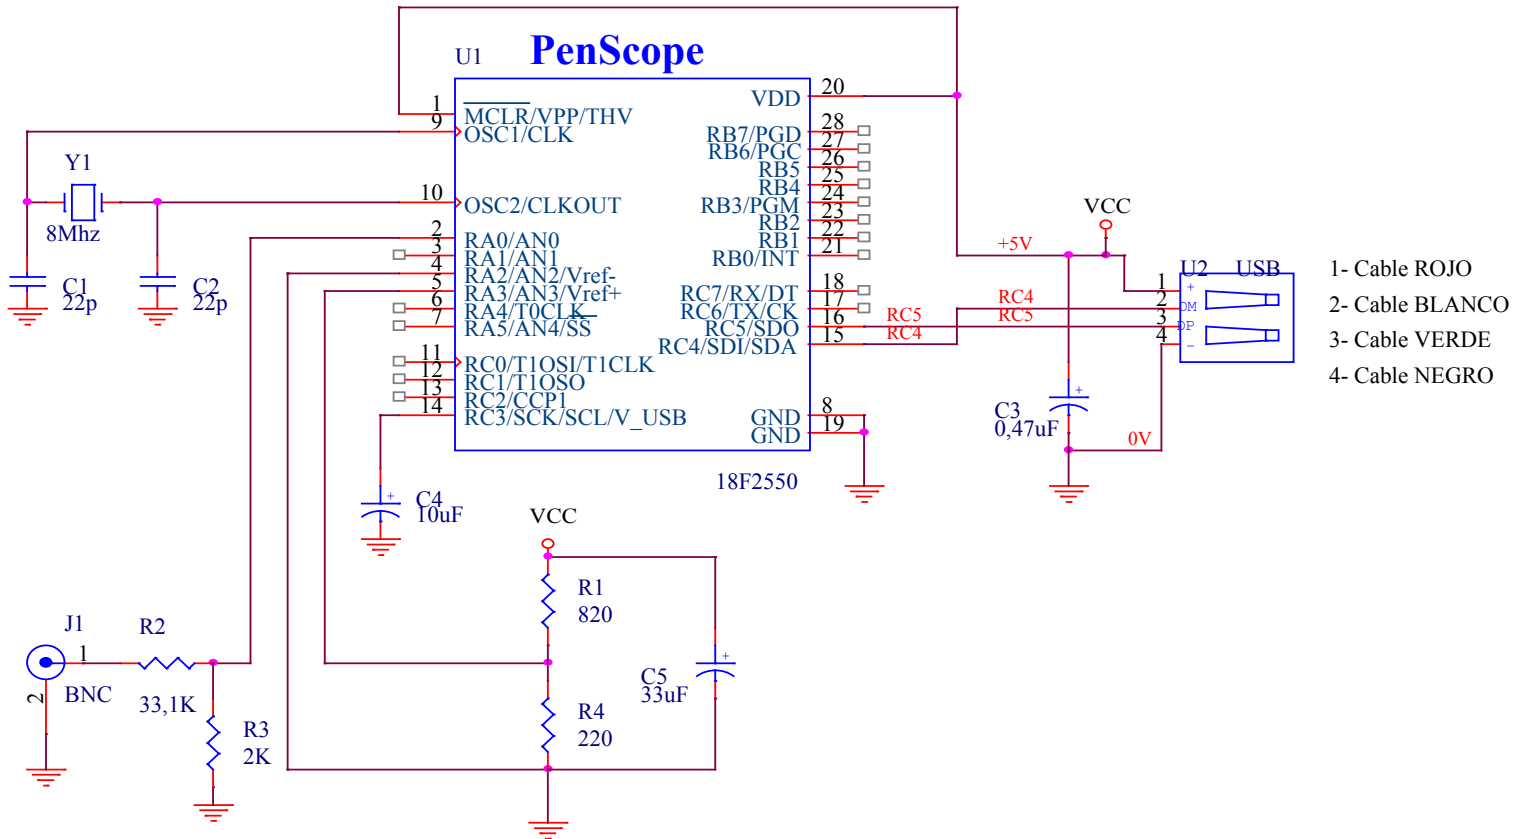 PenScope
U1
1
MCLR/VPP/THV
9
OSC1/CLK
10
OSC2/CLKOUT
2
RA0/AN0
3
RA1/AN1
4
RA2/AN2/Vref-
5
RA3/AN3/Vref+
6
RA4/T0CLK
7
RA5/AN4/SS
11
RC0/T1OSI/T1CLK
12
RC1/T1OSO
13
RC2/CCP1
14
RC3/SCK/SCL/V_USB
20
VDD
28
RB7/PGD
27
RB6/PGC
26
RB5
25
RB4
24
RB3/PGM
23
RB2
22
RB1
21
RB0/INT
18
RC7/RX/DT
17
RC6/TX/CK
16
RC5/SDO
15
RC4/SDI/SDA
8
GND
19
GND
18F2550
Y1
8Mhz
C1
22p
C2
22p
RC5
RC4
RC4
RC5
VCC
+5V
U2 USB
1
+
2
DM
3
DP
4
-
1- Cable ROJO
2- Cable BLANCO
3- Cable VERDE
4- Cable NEGRO
C3
0,47uF
0V
C4
10uF
VCC
R1
820
R4
220
C5
33uF
J1
1
2
BNC
R2
33,1K
R3
2K